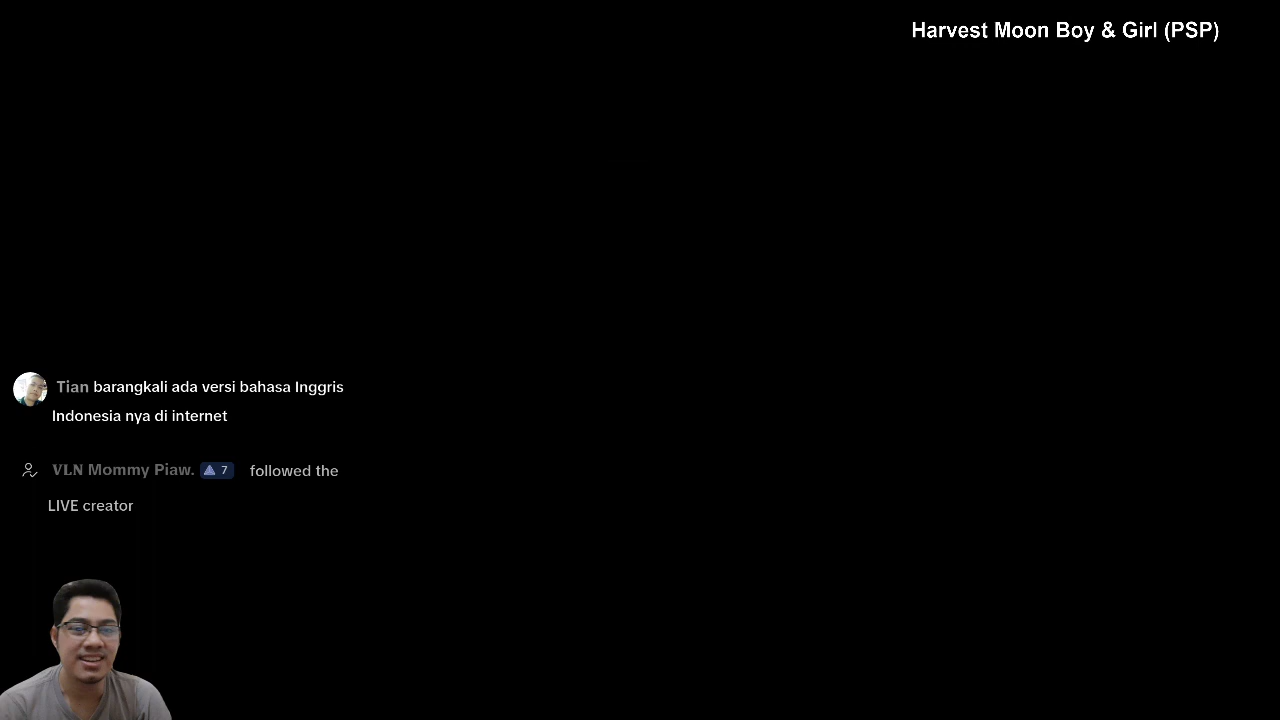 Harvest Moon Boy & Girl (PSP)
Tian barangkali ada versi bahasa Inggris
Indonesia nya di internet
VLN Mommy Piaw. 7 followed the
LIVE creator